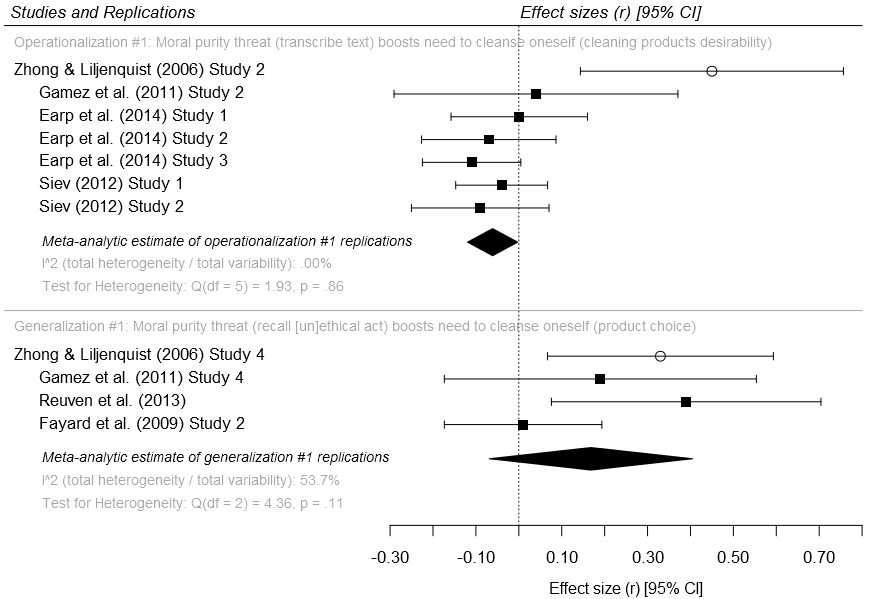 Studies and Replications Effect sizes (r) [95% CI]
Operationalization #1: Moral purity threat (transcribe text) boosts need to cleanse oneself (cleaning products desirability)
Zhong & Liljenquist (2006) Study 2
Gamez et al. (2011) Study 2
Earp et al. (2014) Study 1
Earp et al. (2014) Study 2
Earp et al. (2014) Study 3
Siev (2012) Study 1
Siev (2012) Study 2
Meta-analytic estimate of operationalization #1 replications
I^2 (total heterogeneity / total variability): .00%
Test for Heterogeneity: Q(df = 5) = 1.93, p = .86
Generalization #1: Moral purity threat (recall [un]ethical act) boosts need to cleanse oneself (product choice)
Zhong & Liljenquist (2006) Study 4
Gamez et al. (2011) Study 4
Reuven et al. (2013)
Fayard et al. (2009) Study 2
Meta-analytic estimate of generalization #1 replications
I^2 (total heterogeneity / total variability): 53.7%
Test for Heterogeneity: Q(df = 2) = 4.36, p = .11
-0.30 -0.10 0.10 0.30 0.50 0.70
Effect size (r) [95% CI]